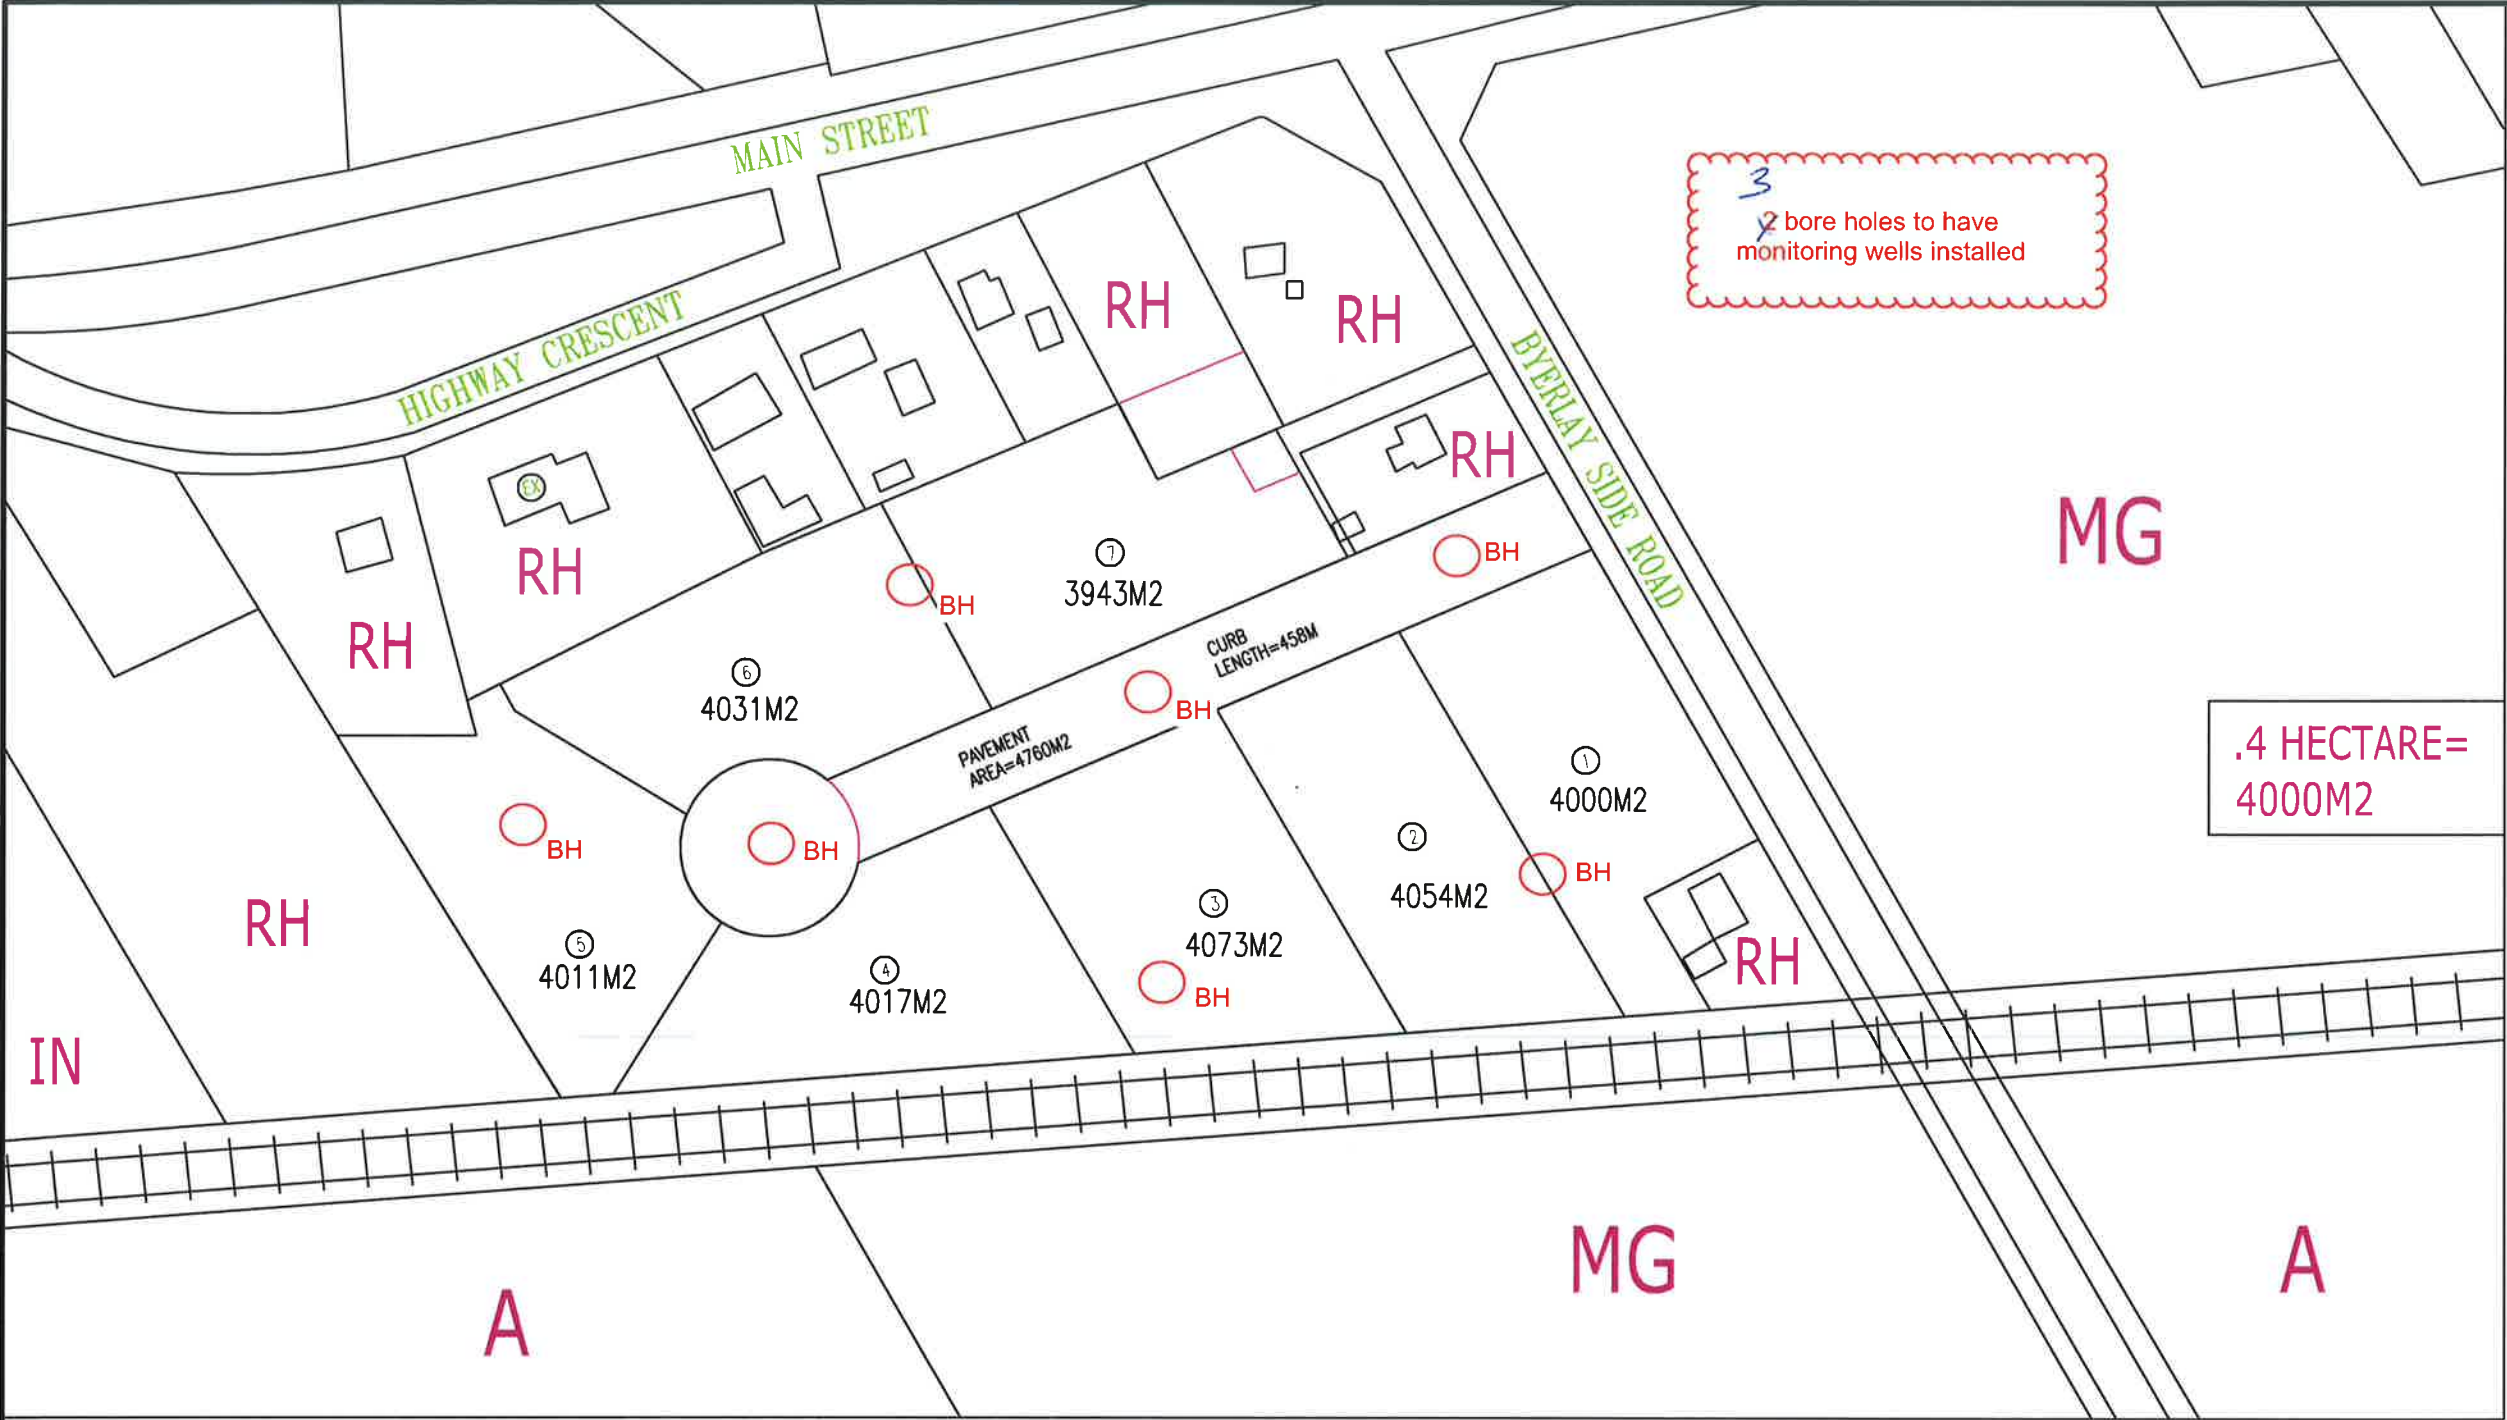 MAIN STREET
3
2 bore holes to have
monitoring wells installed
HIGHWAY CRESCENT
RH
RH
BYERLAY SIDE ROAD
RH
EX
RH
MG
7
3943M2
BH
BH
RH
CURB
LENGTH=458M
6
4031M2
BH
PAVEMENT
AREA=4760M2
.4 HECTARE=
4000M2
1
4000M2
BH
BH
2
4054M2
BH
RH
3
4073M2
5
4011M2
4
4017M2
BH
RH
IN
A
MG
A